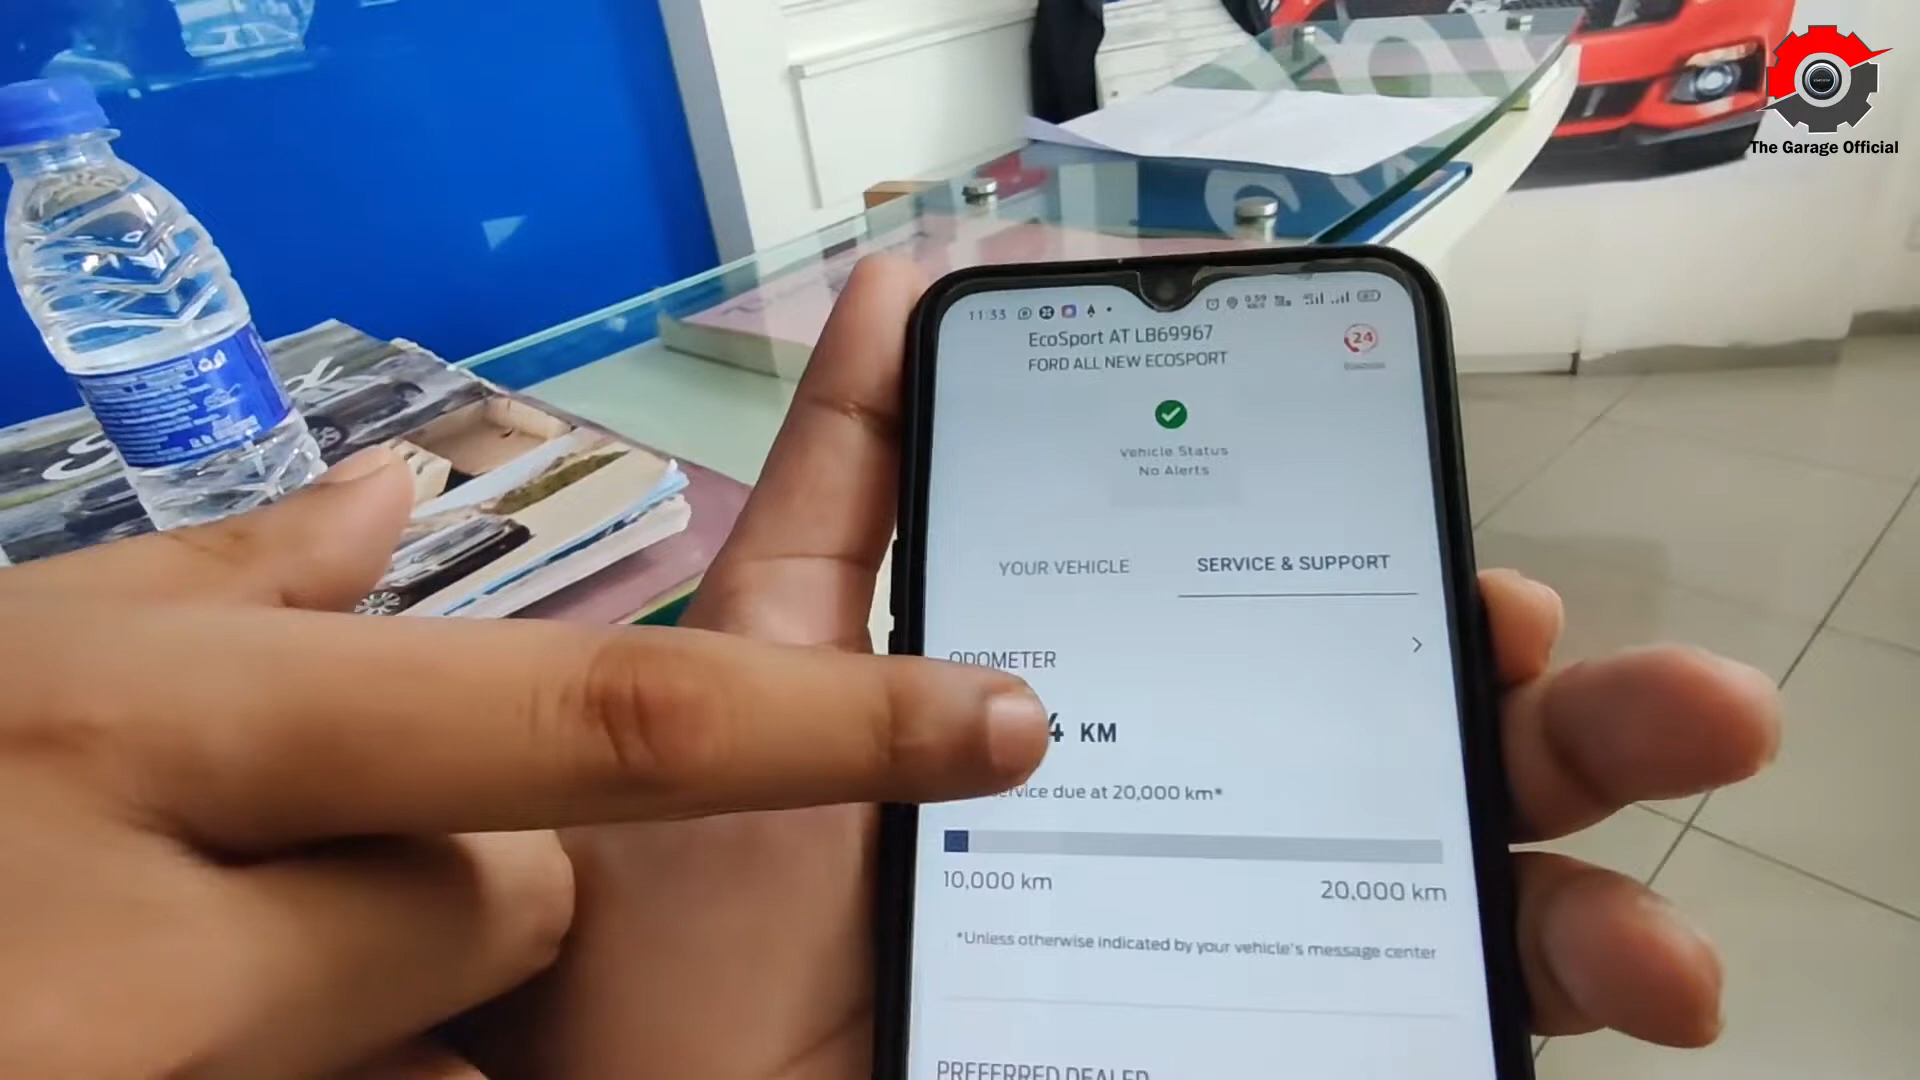 The Garage Official
11:33
EcoSport AT LB69967
FORD ALL NEW ECOSPORT
24
Vehicle Status
No Alerts
YOUR VEHICLE
SERVICE & SUPPORT
ODOMETER
4 KM
due at 20,000 km*
10,000 km
20,000 km
*Unless otherwise indicated by your vehicle's message center
PREFERRED DEALER